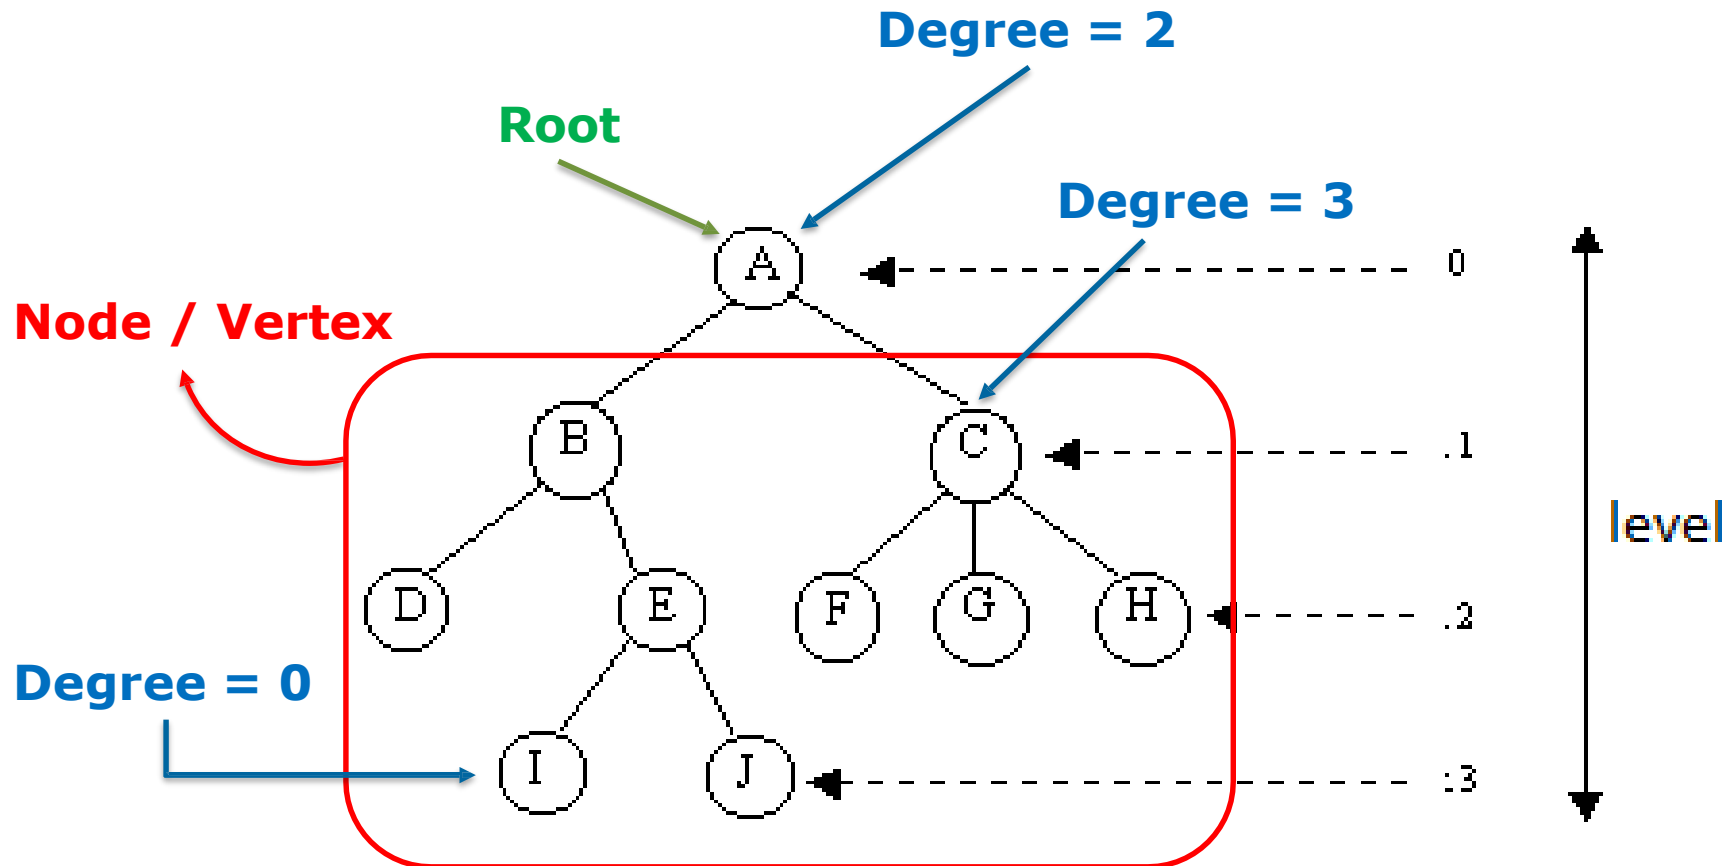 Degree = 2
Root
Degree = 3
A
0
Node / Vertex
B
C
.1
level
D
E
F
G
H
.2
Degree = 0
I
J
:3